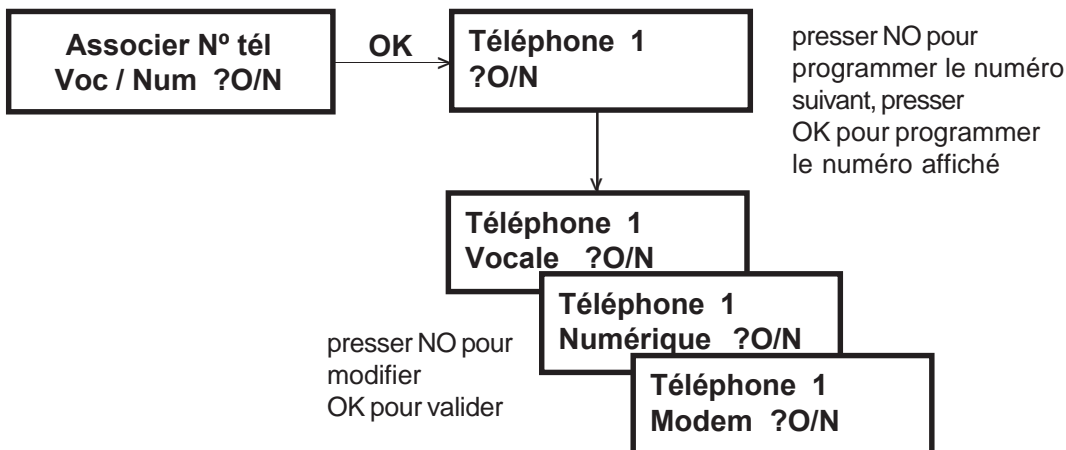 Associer Nº tél
Voc / Num ?O/N
OK
Téléphone 1
?O/N
presser NO pour
programmer le numéro
suivant, presser
OK pour programmer
le numéro affiché
Téléphone 1
Vocale ?O/N
Téléphone 1
Numérique ?O/N
Téléphone 1
Modem ?O/N
presser NO pour
modifier
OK pour valider